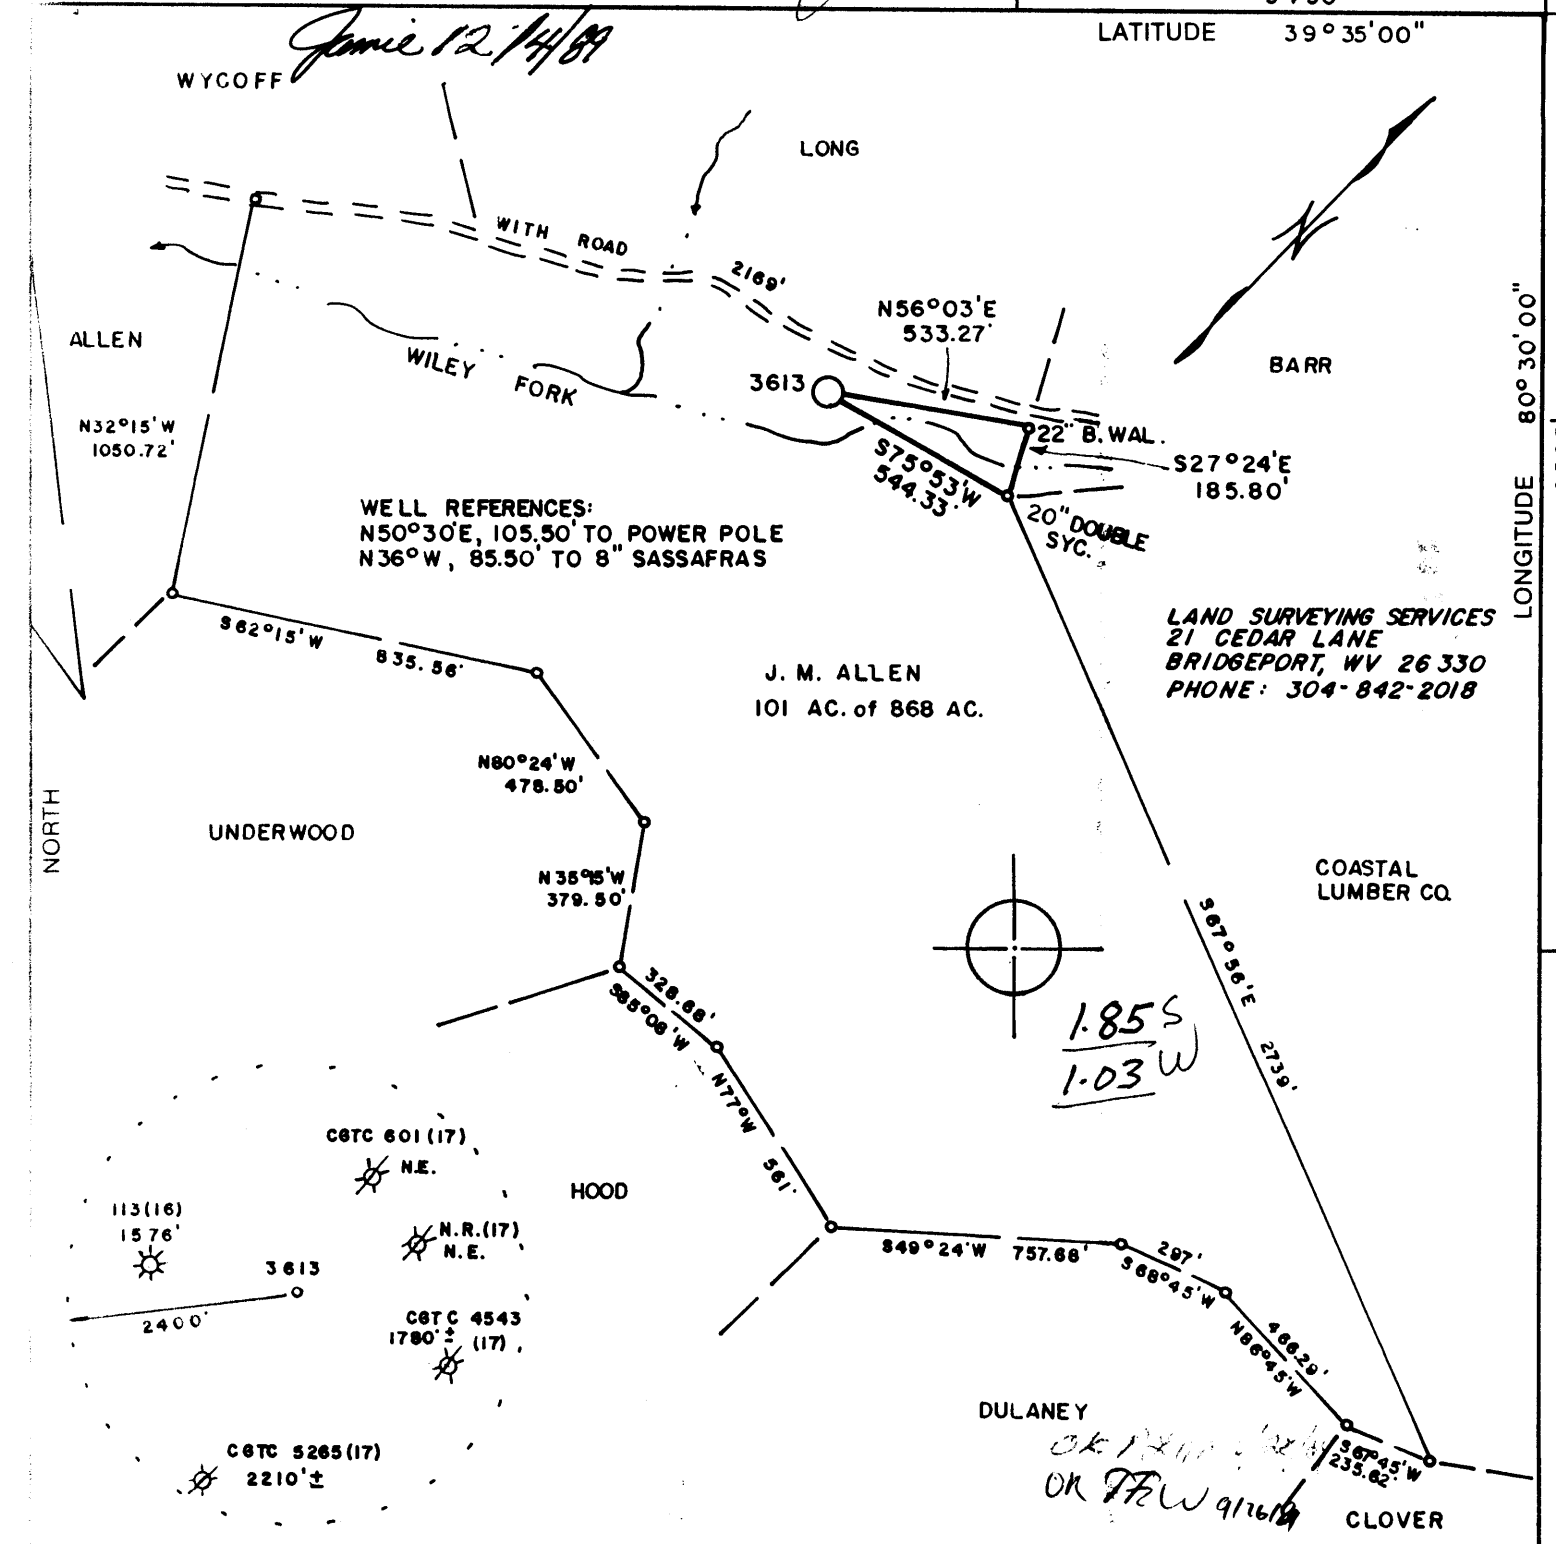 LATITUDE 39°35'00"
Jamie 12/14/89
WYCOFF
LONG
WITH ROAD
2169'
N56°03'E
533.27'
ALLEN
WILEY FORK
3613
BARR
LONGITUDE 80°30'00"
N32°15'W
1050.72'
22" B. WAL.
S27°24'E
185.80'
S75°53'W
544.33'
20" DOUBLE
SYC.
WELL REFERENCES:
N50°30'E, 105.50' TO POWER POLE
N36°W, 85.50' TO 8" SASSAFRAS
LAND SURVEYING SERVICES
21 CEDAR LANE
BRIDGEPORT, WV 26330
PHONE: 304-842-2018
S62°15'W 835.56'
J. M. ALLEN
101 AC. of 868 AC.
N80°24'W
478.50'
NORTH
UNDERWOOD
N35°15'W
379.50'
COASTAL
LUMBER CO.
S67°56'E 2739'
328.68'
S85°06'W
1.85 S
1.03 W
N77°W 561'
HOOD
CGTC 601 (17)
N.E.
113(16)
1576'
N.R.(17)
N.E.
3613
2400'
CGTC 4543
1780'± (17)
CGTC 5265(17)
2210'±
S49°24'W 757.68'
297'
S68°45'W
466.29'
N86°45'W
DULANEY
S67°45'W
235.62'
OK
OK
CLOVER